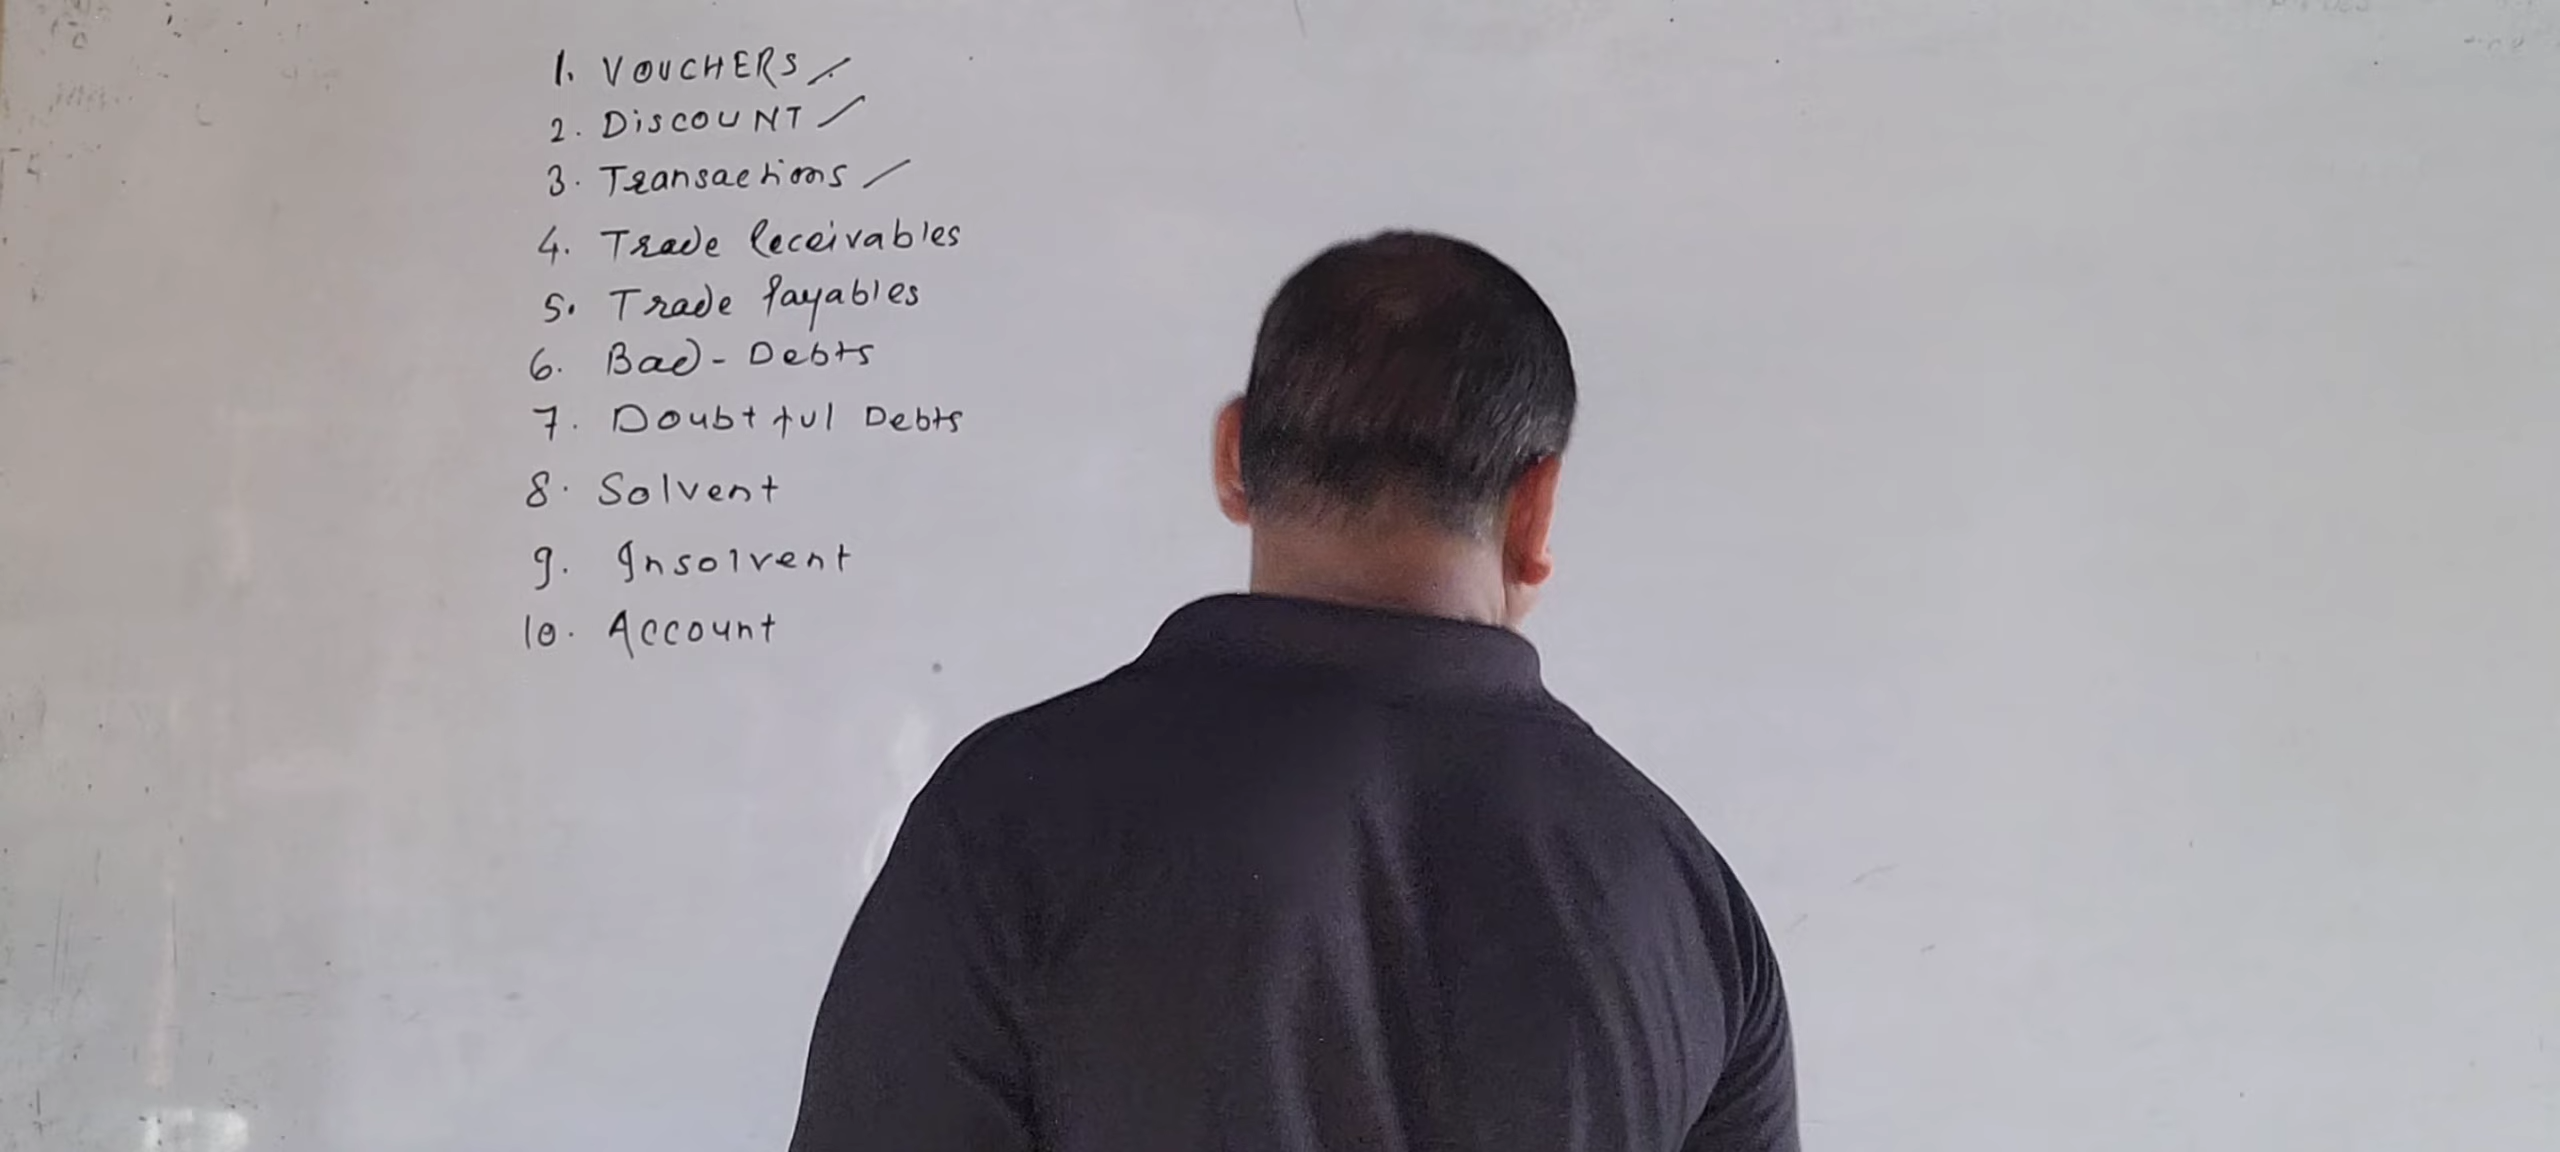 1. VOUCHERS
2. DISCOUNT
3. Transactions
4. Trade Receivables
5. Trade Payables
6. Bad-Debts
7. Doubtful Debts
8. Solvent
9. Insolvent
10. Account